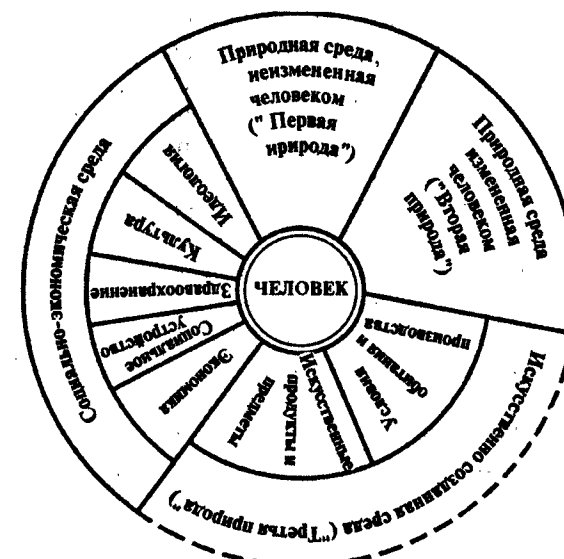 Природная среда,
неизмененная
человеком
(" Первая
природа")
Природная среда
измененная
человеком
("Вторая
природа")
ЧЕЛОВЕК
Условия
обитания и
производства
Искусственные
продукты и
предметы
Искусственно созданная среда ("Третья природа")
Экономика
Социальное
устройство
Здравоохранение
Культура
Идеология
Социально-экономическая среда